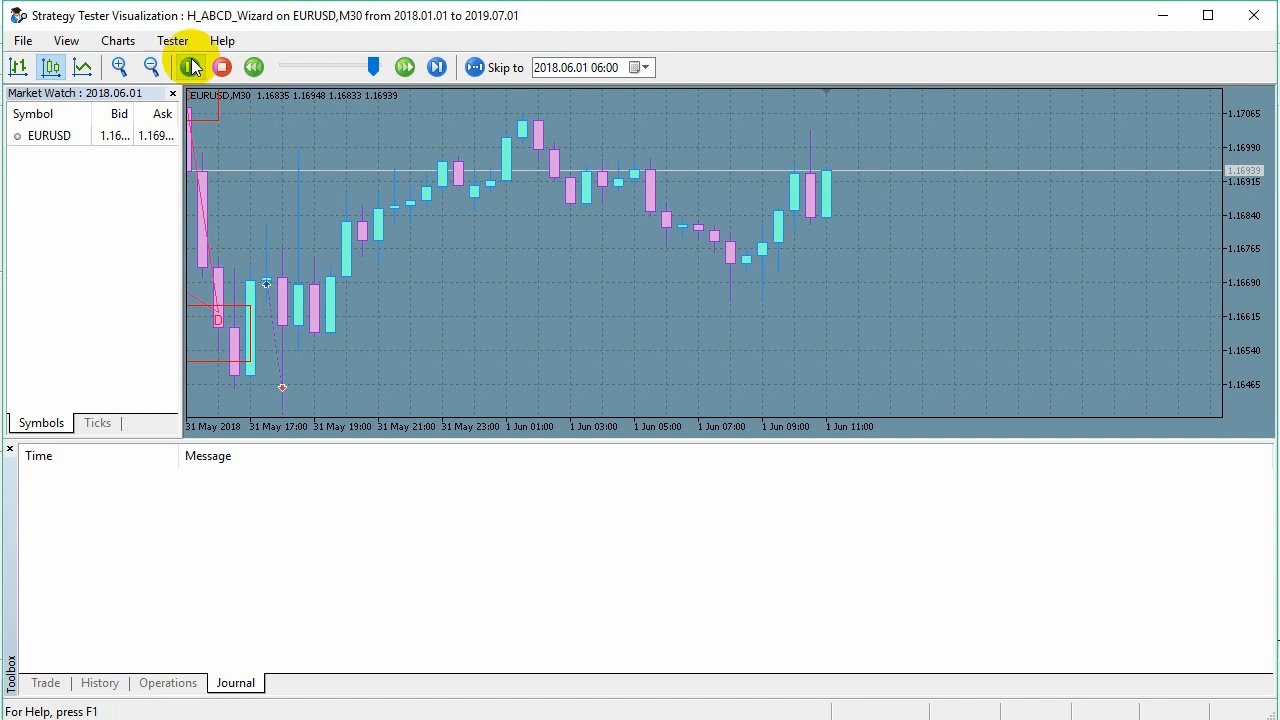 Strategy Tester Visualization : H_ABCD_Wizard on EURUSD,M30 from 2018.01.01 to 2019.07.01
File View Charts Tester Help
Skip to 2018.06.01 06:00
Market Watch : 2018.06.01
Symbol Bid Ask
EURUSD 1.16... 1.169...
Symbols Ticks
EURUSD,M30 1.16835 1.16948 1.16833 1.16939
1.17065
1.16990
1.16939
1.16915
1.16840
1.16765
1.16690
1.16615
1.16540
1.16465
D
31 May 2018 31 May 17:00 31 May 19:00 31 May 21:00 31 May 23:00 1 Jun 01:00 1 Jun 03:00 1 Jun 05:00 1 Jun 07:00 1 Jun 09:00 1 Jun 11:00
Time Message
Toolbox
Trade History Operations Journal
For Help, press F1